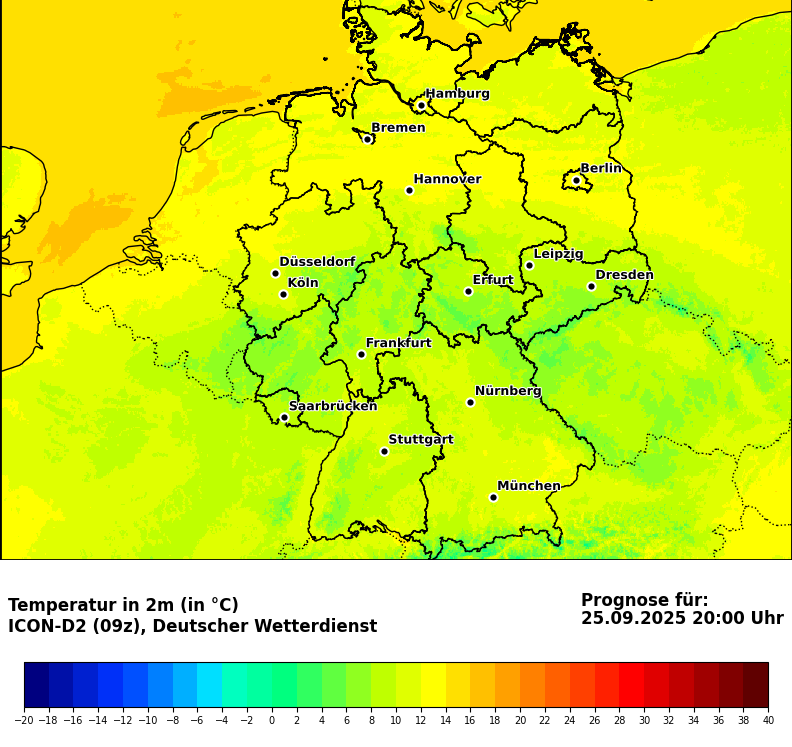 Hamburg
Bremen
Berlin
Hannover
Leipzig
Düsseldorf
Dresden
Köln
Erfurt
Frankfurt
Nürnberg
Saarbrücken
Stuttgart
München
Temperatur in 2m (in °C)
ICON-D2 (09z), Deutscher Wetterdienst
Prognose für:
25.09.2025 20:00 Uhr
−20 −18 −16 −14 −12 −10 −8 −6 −4 −2 0 2 4 6 8 10 12 14 16 18 20 22 24 26 28 30 32 34 36 38 40